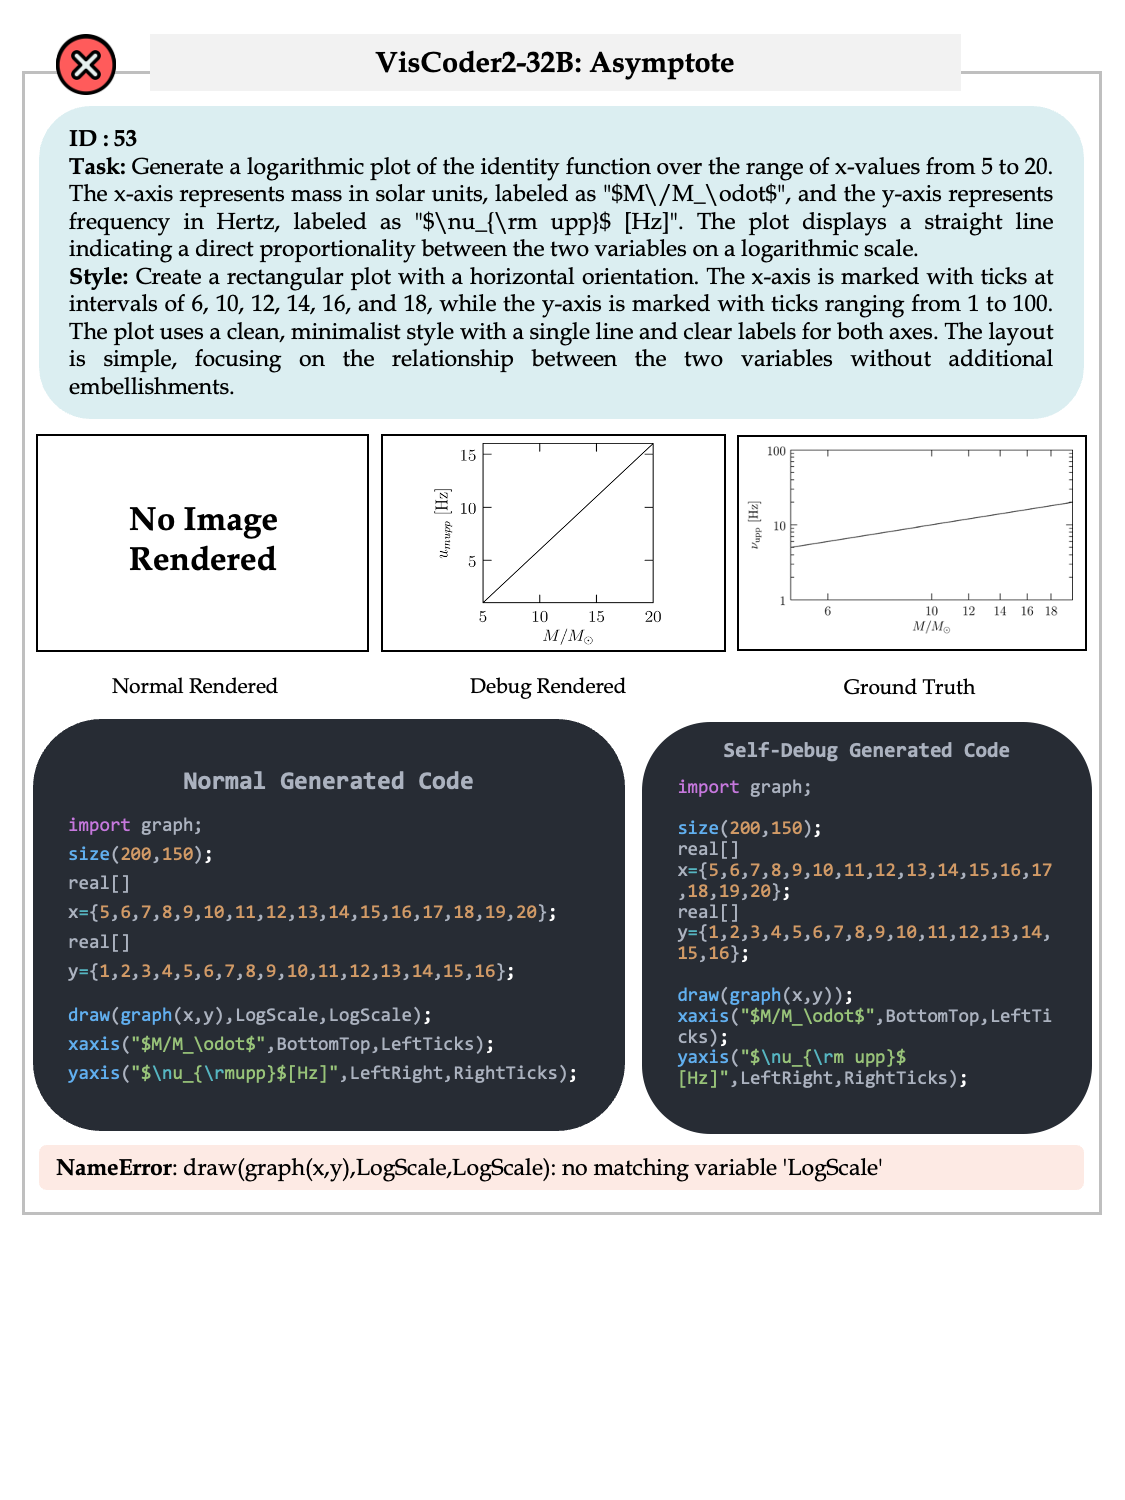 VisCoder2-32B: Asymptote
ID : 53
Task: Generate a logarithmic plot of the identity function over the range of x-values from 5 to 20.
The x-axis represents mass in solar units, labeled as "$M\/M_\odot$", and the y-axis represents
frequency in Hertz, labeled as "$\nu_{\rm upp}$ [Hz]". The plot displays a straight line
indicating a direct proportionality between the two variables on a logarithmic scale.
Style: Create a rectangular plot with a horizontal orientation. The x-axis is marked with ticks at
intervals of 6, 10, 12, 14, 16, and 18, while the y-axis is marked with ticks ranging from 1 to 100.
The plot uses a clean, minimalist style with a single line and clear labels for both axes. The layout
is simple, focusing on the relationship between the two variables without additional
embellishments.
No Image
Rendered
15
10
5
u_{mupp} [Hz]
5 10 15 20
M/M_⊙
100
10
1
ν_{upp} [Hz]
6 10 12 14 16 18
M/M_⊙
Normal Rendered
Debug Rendered
Ground Truth
Normal Generated Code
import graph;
size(200,150);
real[]
x={5,6,7,8,9,10,11,12,13,14,15,16,17,18,19,20};
real[]
y={1,2,3,4,5,6,7,8,9,10,11,12,13,14,15,16};
draw(graph(x,y),LogScale,LogScale);
xaxis("$M/M_\odot$",BottomTop,LeftTicks);
yaxis("$\nu_{\rmupp}$[Hz]",LeftRight,RightTicks);
Self-Debug Generated Code
import graph;
size(200,150);
real[]
x={5,6,7,8,9,10,11,12,13,14,15,16,17
,18,19,20};
real[]
y={1,2,3,4,5,6,7,8,9,10,11,12,13,14,
15,16};
draw(graph(x,y));
xaxis("$M/M_\odot$",BottomTop,LeftTi
cks);
yaxis("$\nu_{\rm upp}$
[Hz]",LeftRight,RightTicks);
NameError: draw(graph(x,y),LogScale,LogScale): no matching variable 'LogScale'